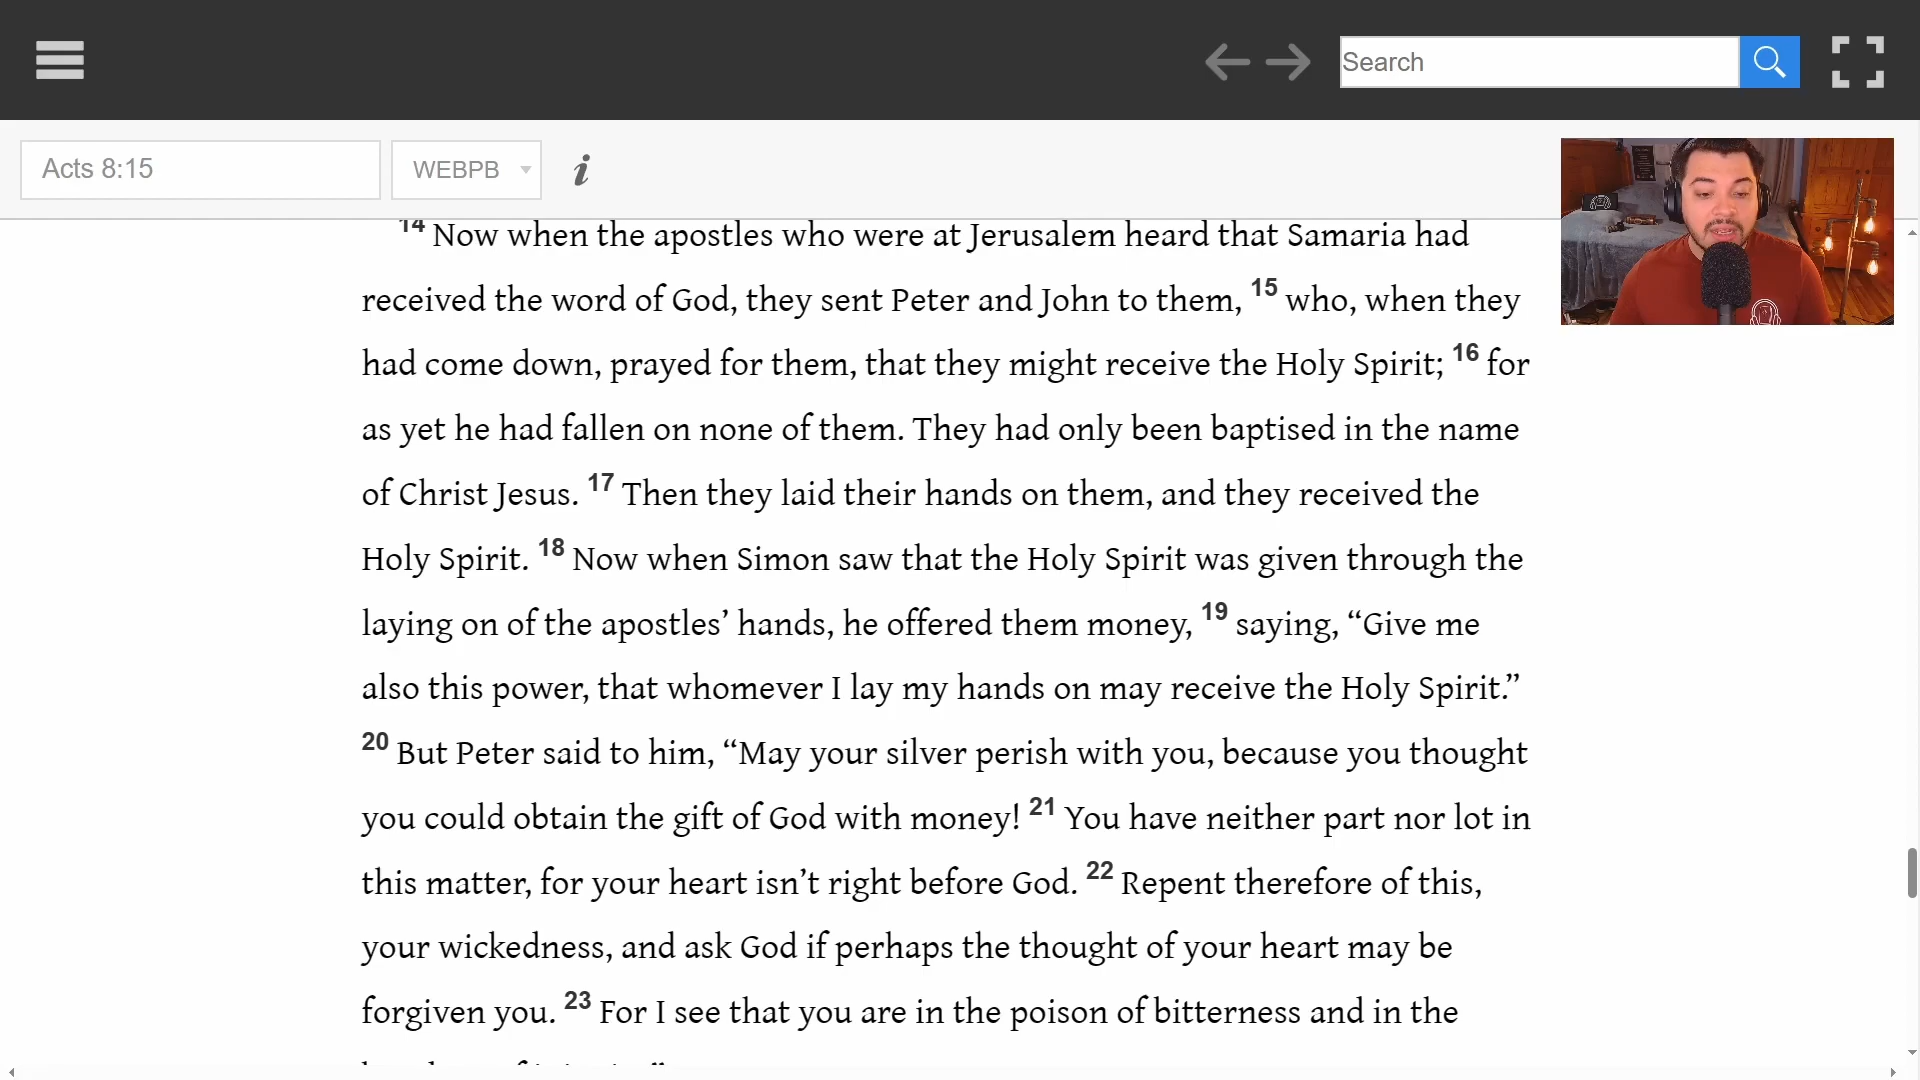 Search
Acts 8:15
WEBPB
i
14 Now when the apostles who were at Jerusalem heard that Samaria had
received the word of God, they sent Peter and John to them, 15 who, when they
had come down, prayed for them, that they might receive the Holy Spirit; 16 for
as yet he had fallen on none of them. They had only been baptised in the name
of Christ Jesus. 17 Then they laid their hands on them, and they received the
Holy Spirit. 18 Now when Simon saw that the Holy Spirit was given through the
laying on of the apostles’ hands, he offered them money, 19 saying, “Give me
also this power, that whomever I lay my hands on may receive the Holy Spirit.”
20 But Peter said to him, “May your silver perish with you, because you thought
you could obtain the gift of God with money! 21 You have neither part nor lot in
this matter, for your heart isn’t right before God. 22 Repent therefore of this,
your wickedness, and ask God if perhaps the thought of your heart may be
forgiven you. 23 For I see that you are in the poison of bitterness and in the